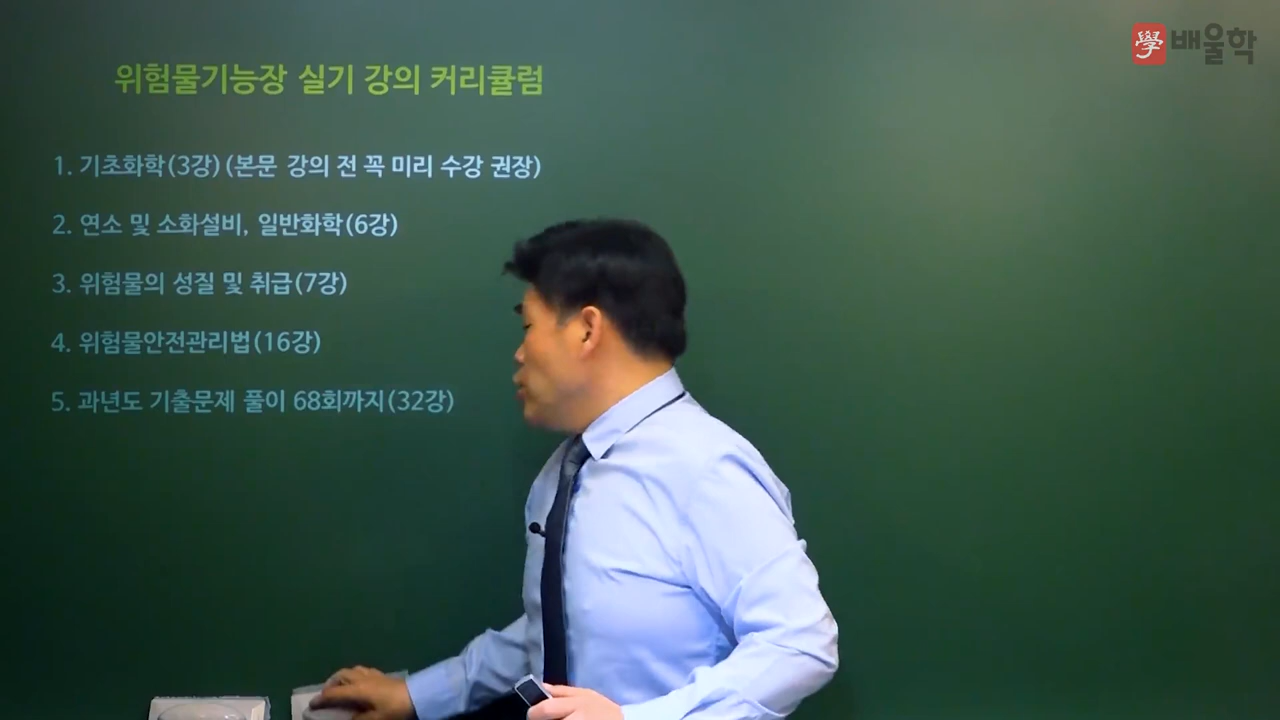 學 배울학
위험물기능장 실기 강의 커리큘럼
1. 기초화학(3강)(본문 강의 전 꼭 미리 수강 권장)
2. 연소 및 소화설비, 일반화학(6강)
3. 위험물의 성질 및 취급(7강)
4. 위험물안전관리법(16강)
5. 과년도 기출문제 풀이 68회까지(32강)